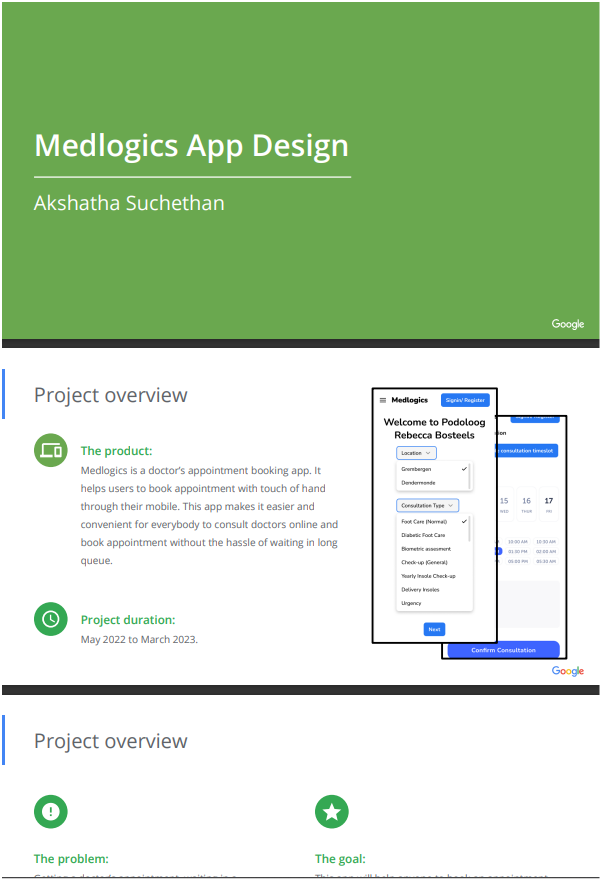 Medlogics App Design
Akshatha Suchethan
Google
Project overview
The product:
Medlogics is a doctor's appointment booking app. It
helps users to book appointment with touch of hand
through their mobile. This app makes it easier and
convenient for everybody to consult doctors online and
book appointment without the hassle of waiting in long
queue.
Project duration:
May 2022 to March 2023.
Medlogics
Signin/ Register
Welcome to Podoloog
Rebecca Bosteels
Location
Grembergen
Dendermonde
Consultation Type
Foot Care (Normal)
Diabetic Foot Care
Biometric assesment
Check-up (General)
Yearly Insole Check-up
Delivery Insoles
Urgency
Next
consultation timeslot
15 16 17
WED THUR FRI
10:00 AM 10:30 AM
01:30 PM 02:00 AM
05:00 PM 05:30 AM
Confirm Consultation
Google
Project overview
The problem:
The goal: